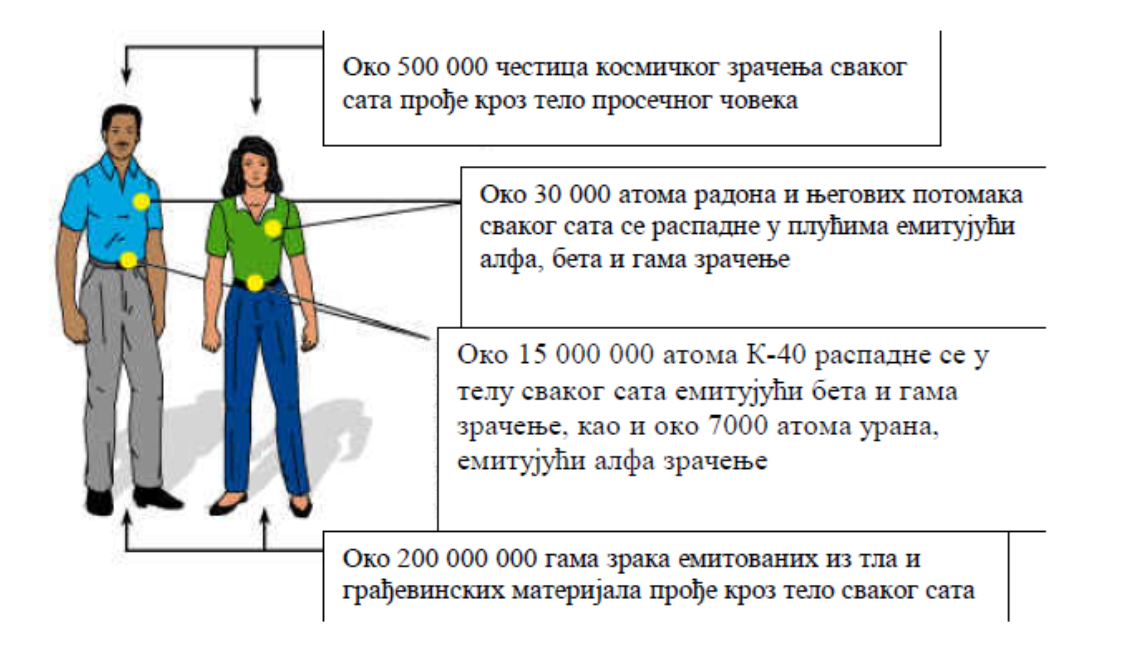 Око 500 000 честица космичког зрачења сваког
сата прође кроз тело просечног човека
Око 30 000 атома радона и његових потомака
сваког сата се распадне у плућима емитујући
алфа, бета и гама зрачење
Око 15 000 000 атома К-40 распадне се у
телу сваког сата емитујући бета и гама
зрачење, као и око 7000 атома урана,
емитујући алфа зрачење
Око 200 000 000 гама зрака емитованих из тла и
грађевинских материјала прође кроз тело сваког сата